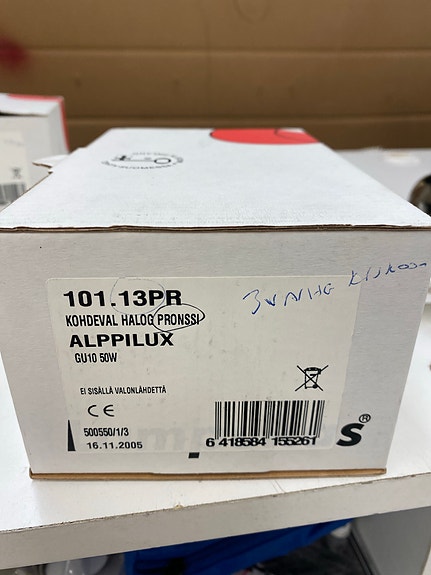 101.13PR
KOHDEVAL HALOG PRONSSI
ALPPILUX
GU10 50W
EI SISÄLLÄ VALONLÄHDETTÄ
CE
500550/1/3
16.11.2005
6 418584 155261
S®